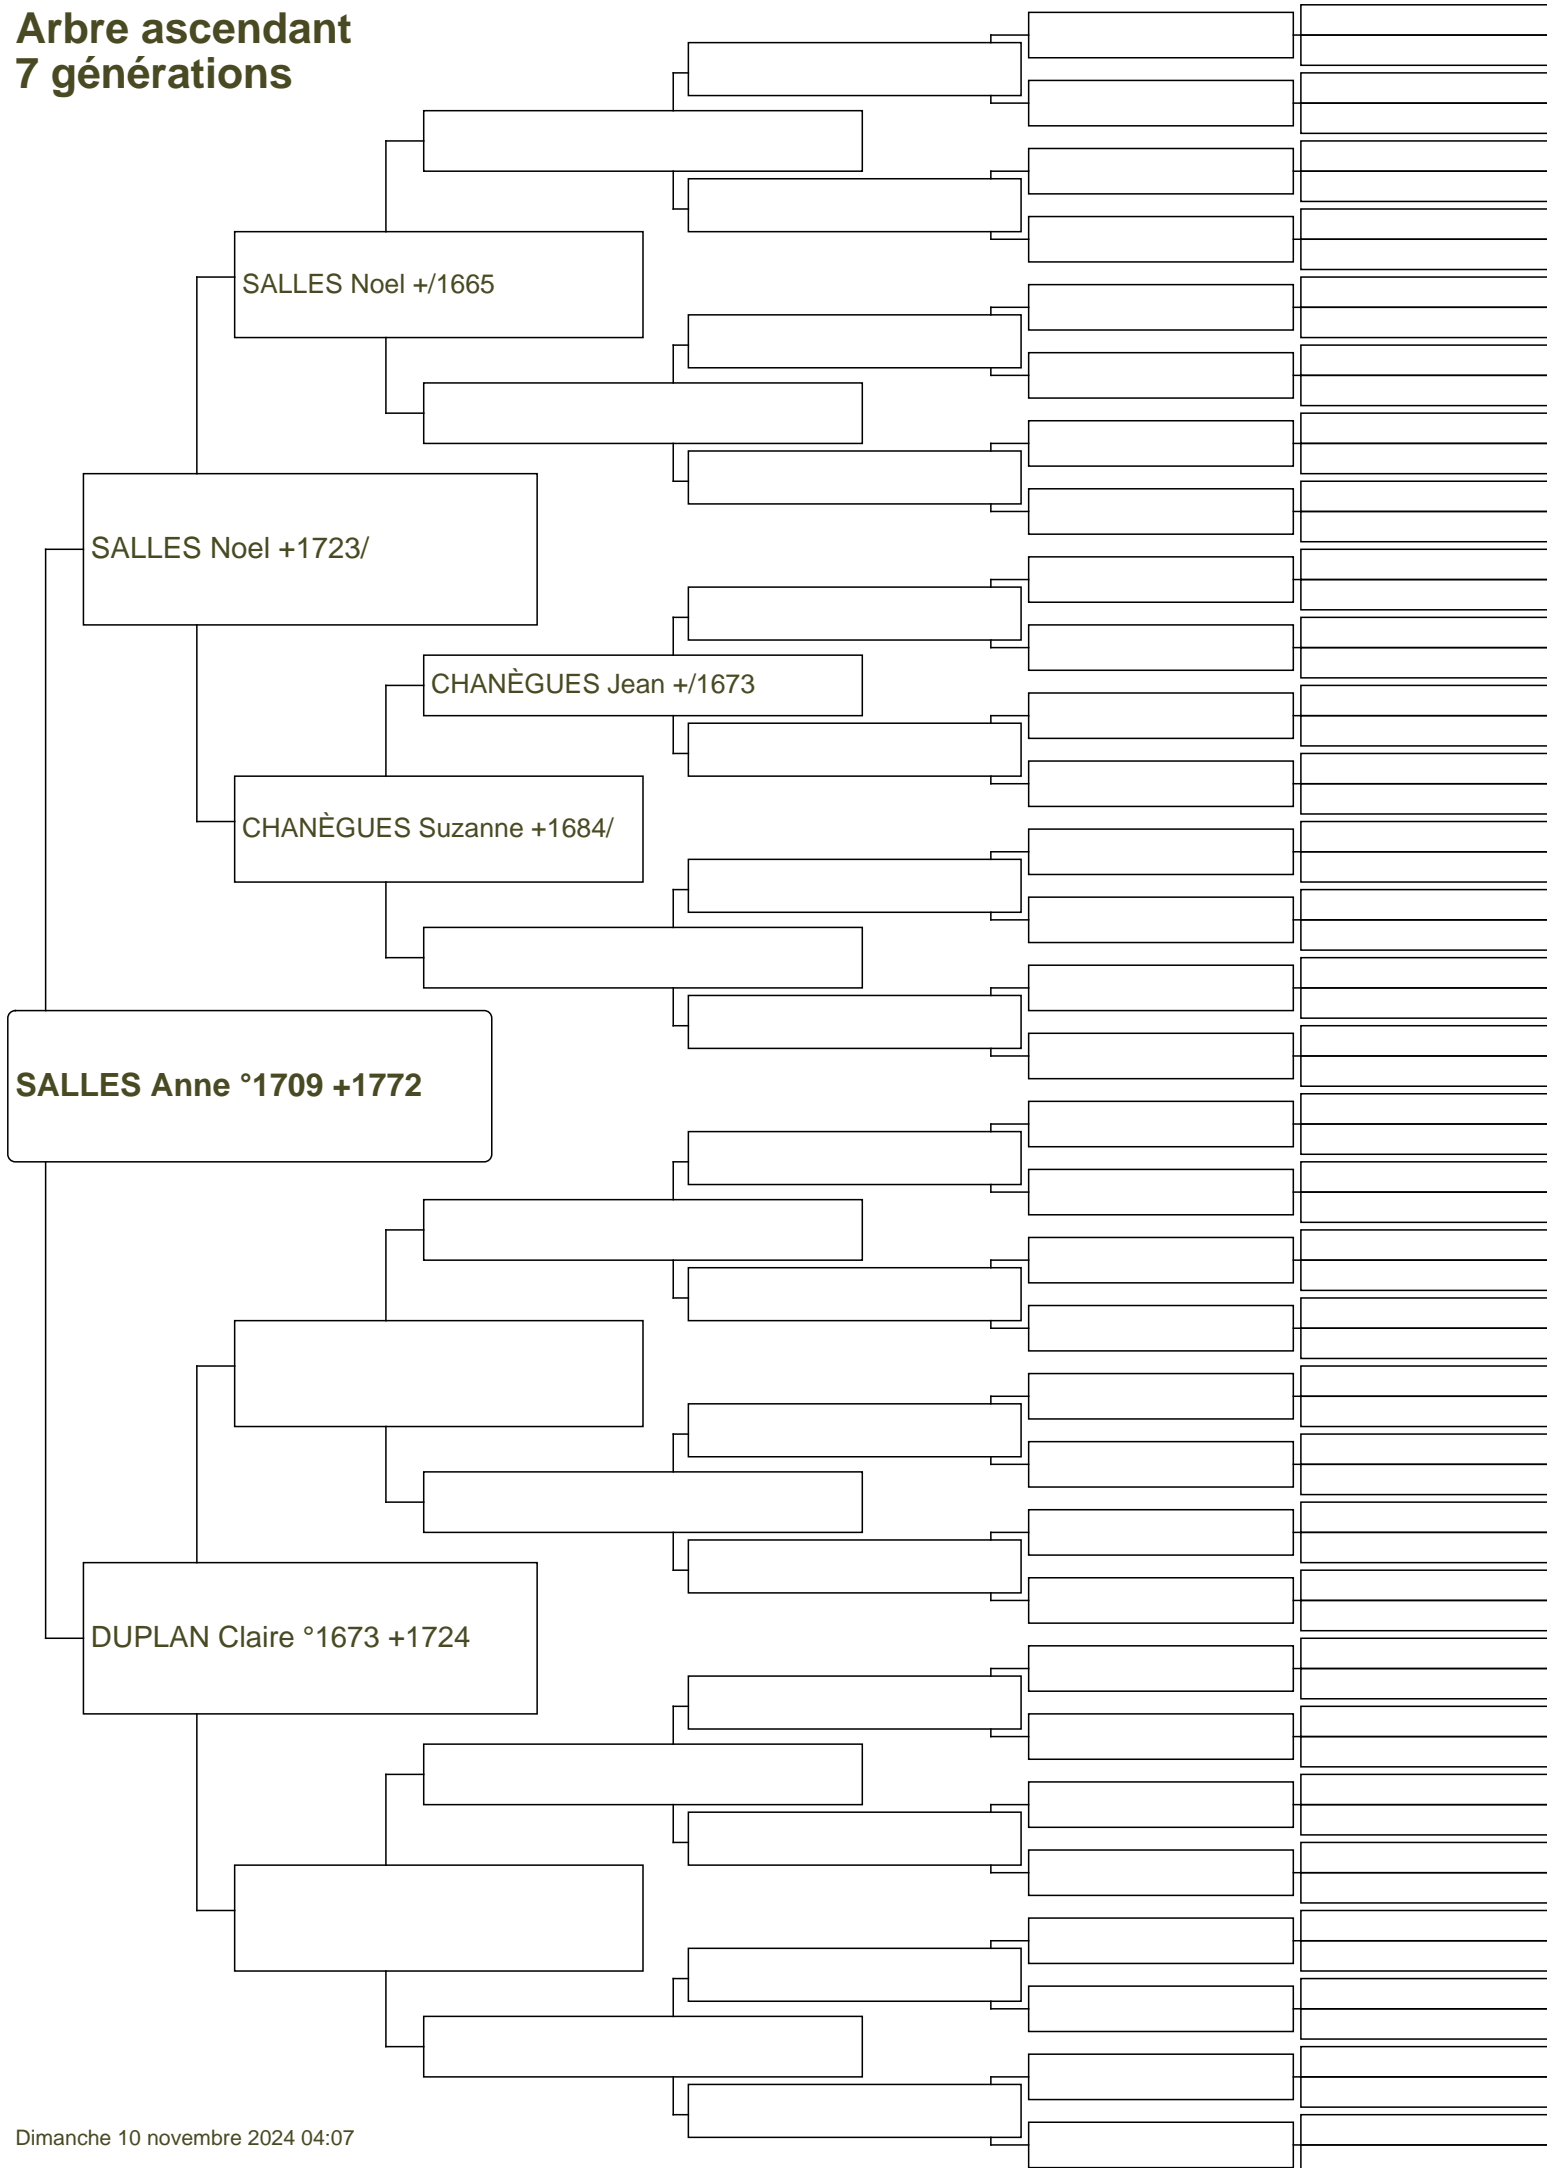 Arbre ascendant
7 générations
SALLES Noel +/1665
SALLES Noel +1723/
CHANÈGUES Jean +/1673
CHANÈGUES Suzanne +1684/
SALLES Anne °1709 +1772
DUPLAN Claire °1673 +1724
Dimanche 10 novembre 2024 04:07